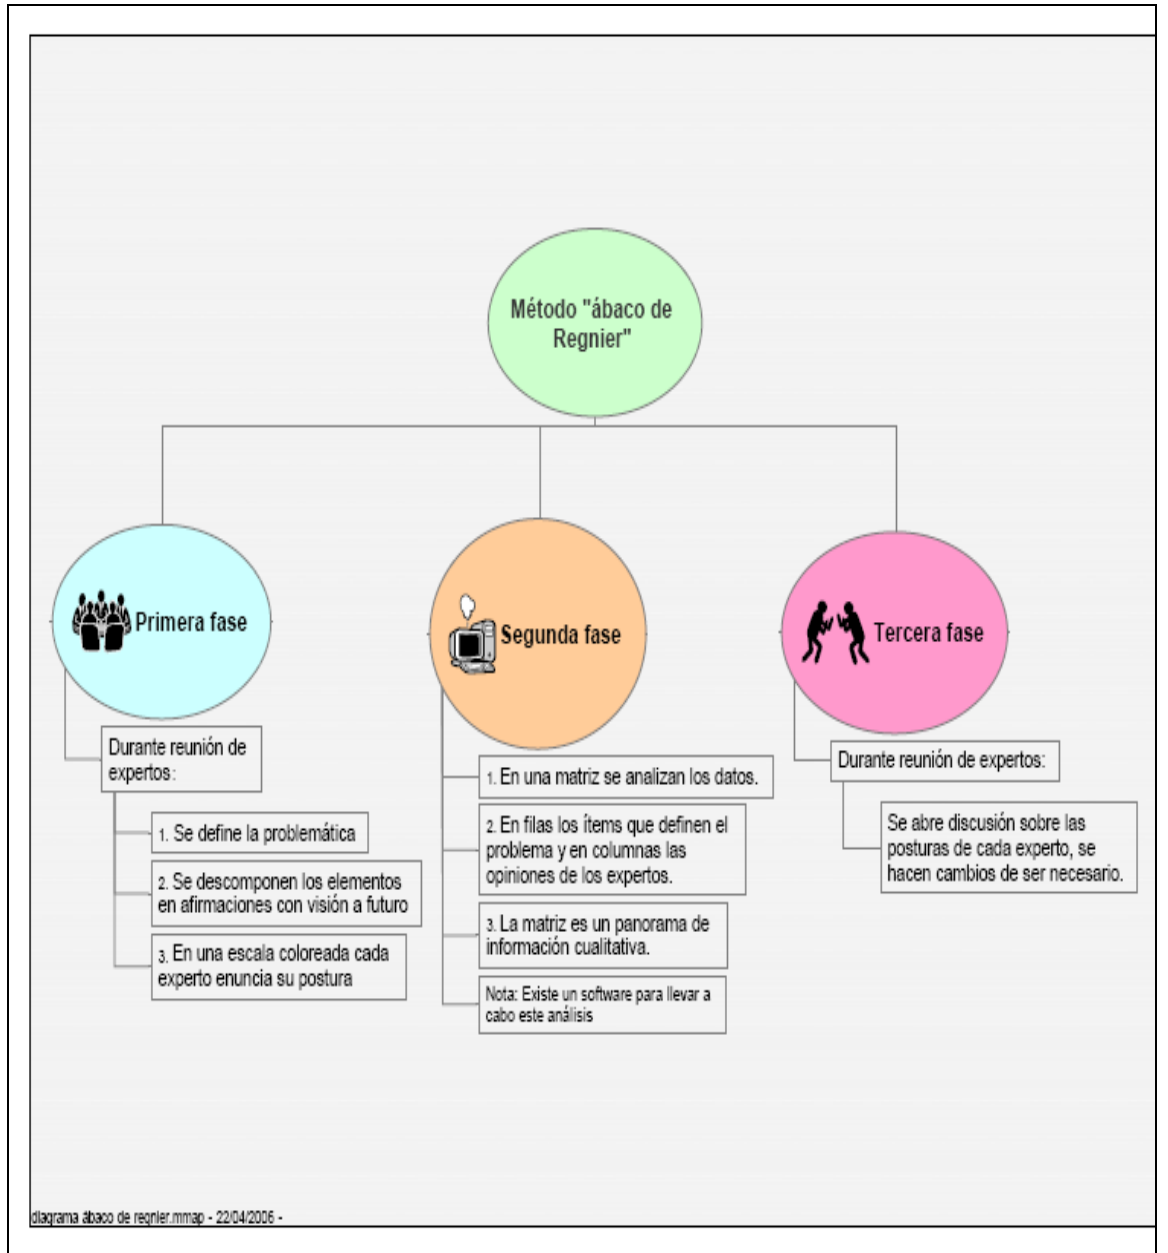 Método "ábaco de
Regnier"
Primera fase
Durante reunión de
expertos:
1. Se define la problemática
2. Se descomponen los elementos
en afirmaciones con visión a futuro
3. En una escala coloreada cada
experto enuncia su postura
Segunda fase
1. En una matriz se analizan los datos.
2. En filas los ítems que definen el
problema y en columnas las
opiniones de los expertos.
3. La matriz es un panorama de
información cualitativa.
Nota: Existe un software para llevar a
cabo este análisis
Tercera fase
Durante reunión de expertos:
Se abre discusión sobre las
posturas de cada experto, se
hacen cambios de ser necesario.
diagrama ábaco de regnier.mmap - 22/04/2006 -